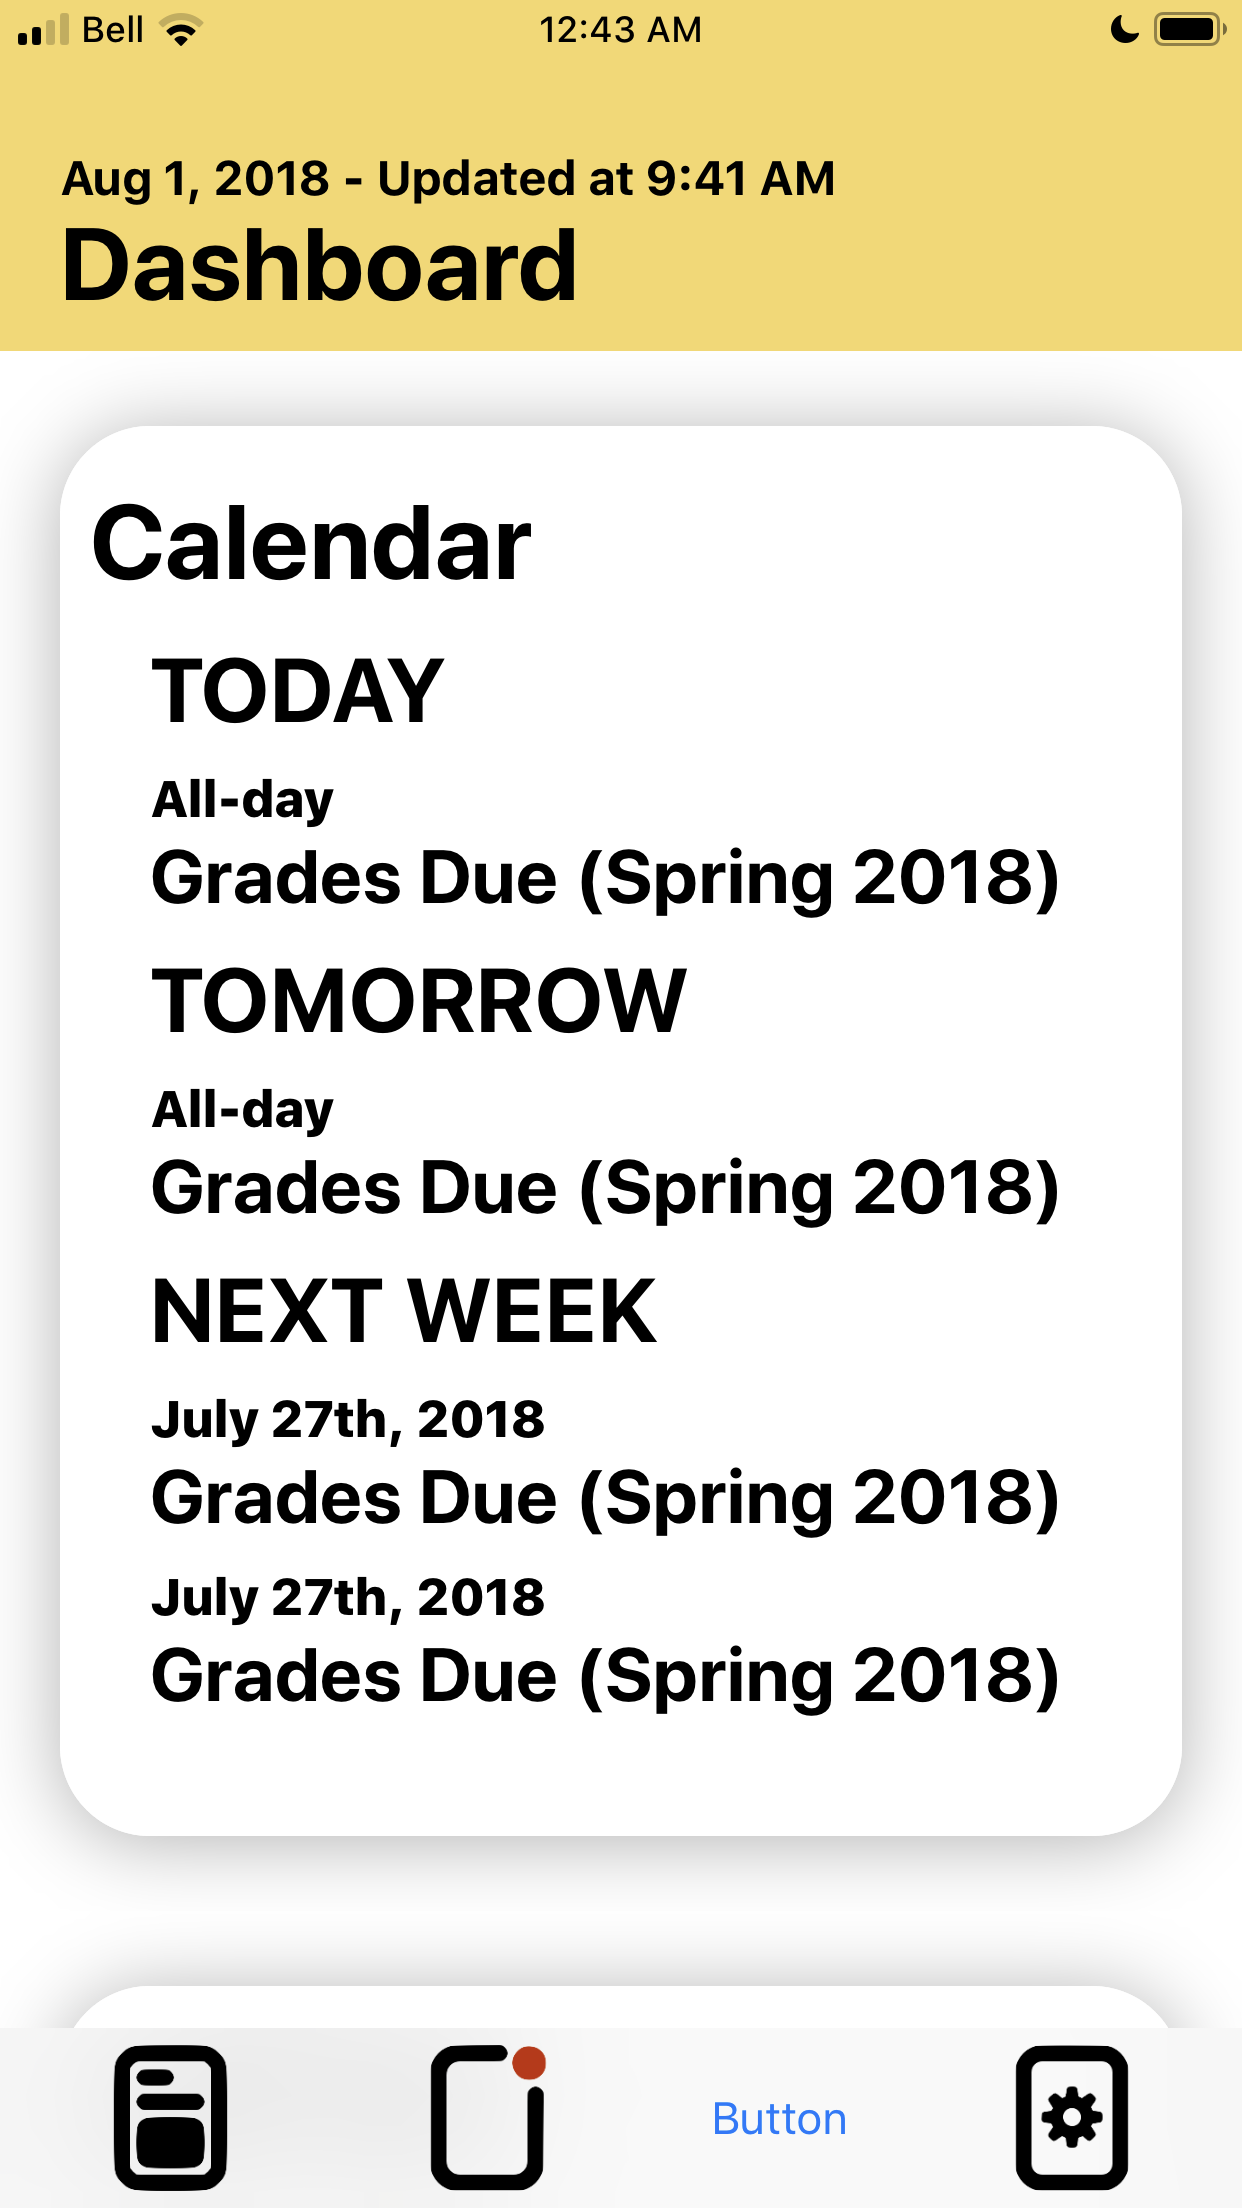 Bell 12:43 AM
Aug 1, 2018 - Updated at 9:41 AM
Dashboard
Calendar
TODAY
All-day
Grades Due (Spring 2018)
TOMORROW
All-day
Grades Due (Spring 2018)
NEXT WEEK
July 27th, 2018
Grades Due (Spring 2018)
July 27th, 2018
Grades Due (Spring 2018)
Button